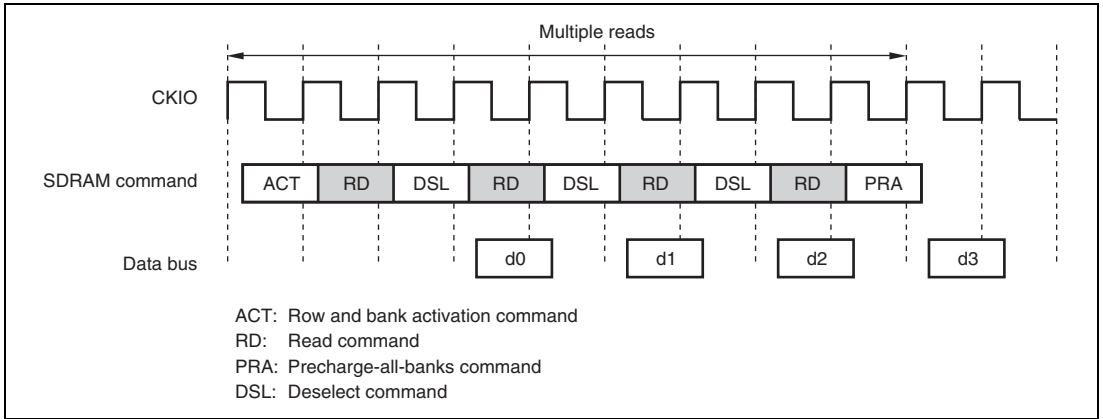 Multiple reads
CKIO
SDRAM command ACT RD DSL RD DSL RD DSL RD PRA
Data bus d0 d1 d2 d3
ACT: Row and bank activation command
RD: Read command
PRA: Precharge-all-banks command
DSL: Deselect command